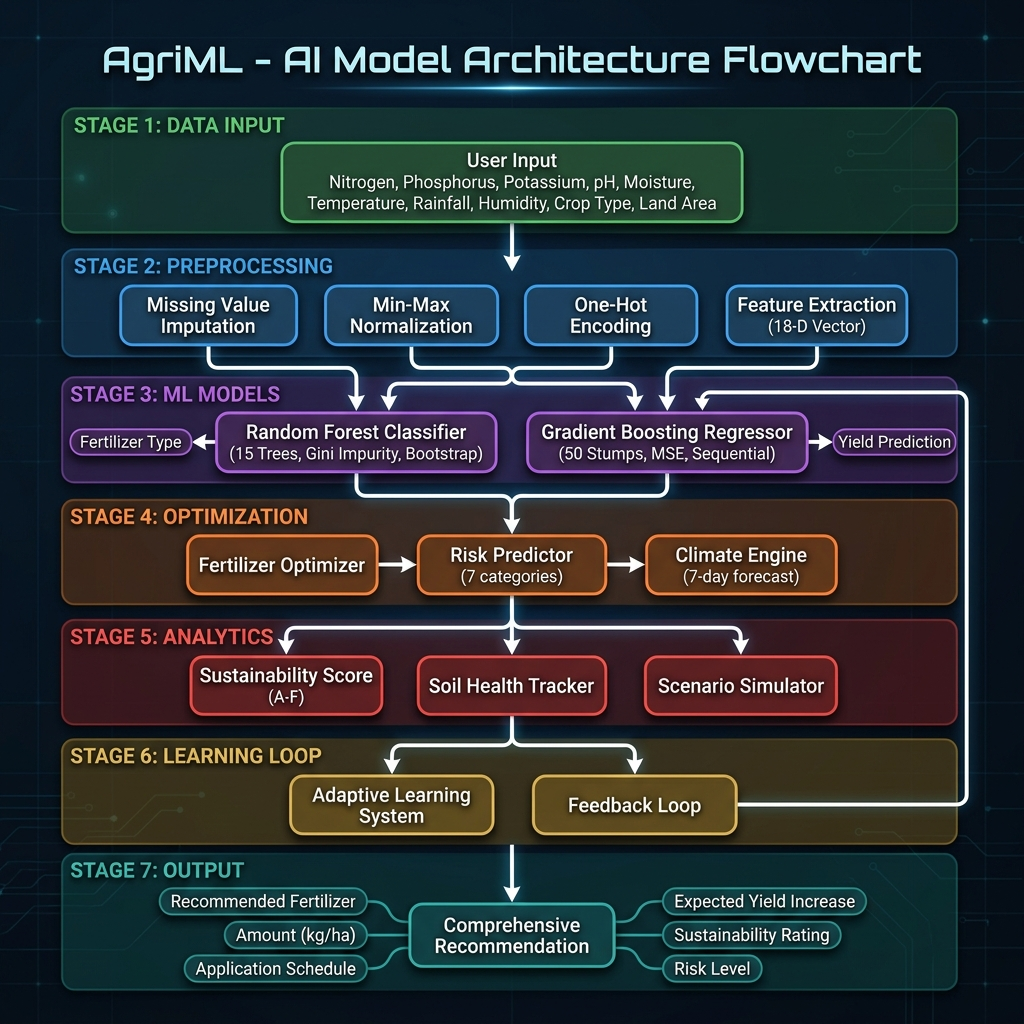 AgriML - AI Model Architecture Flowchart
STAGE 1: DATA INPUT
User Input
Nitrogen, Phosphorus, Potassium, pH, Moisture,
Temperature, Rainfall, Humidity, Crop Type, Land Area
STAGE 2: PREPROCESSING
Missing Value
Imputation
Min-Max
Normalization
One-Hot
Encoding
Feature Extraction
(18-D Vector)
STAGE 3: ML MODELS
Fertilizer Type
Random Forest Classifier
(15 Trees, Gini Impurity, Bootstrap)
Gradient Boosting Regressor
(50 Stumps, MSE, Sequential)
Yield Prediction
STAGE 4: OPTIMIZATION
Fertilizer Optimizer
Risk Predictor
(7 categories)
Climate Engine
(7-day forecast)
STAGE 5: ANALYTICS
Sustainability Score
(A-F)
Soil Health Tracker
Scenario Simulator
STAGE 6: LEARNING LOOP
Adaptive Learning
System
Feedback Loop
STAGE 7: OUTPUT
Recommended Fertilizer
Amount (kg/ha)
Application Schedule
Comprehensive
Recommendation
Expected Yield Increase
Sustainability Rating
Risk Level